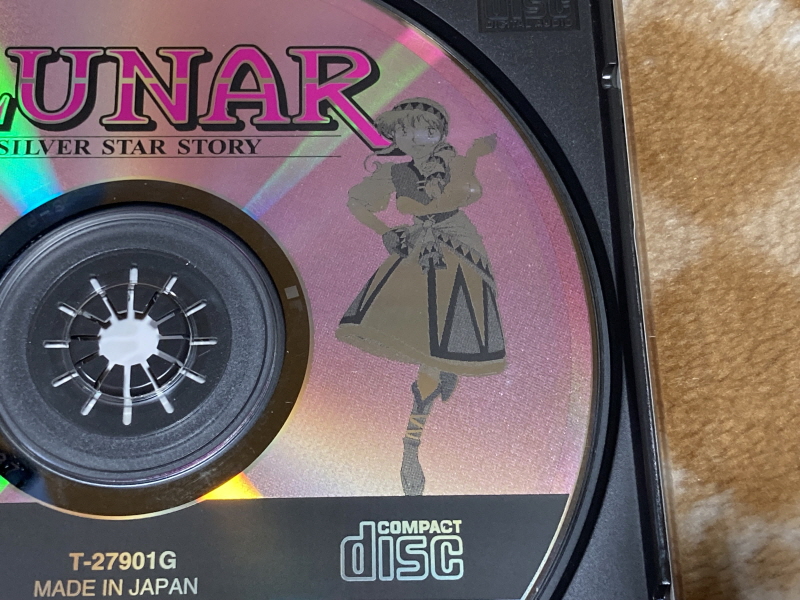 LUNAR
SILVER STAR STORY
T-27901G
MADE IN JAPAN
COMPACT
disc